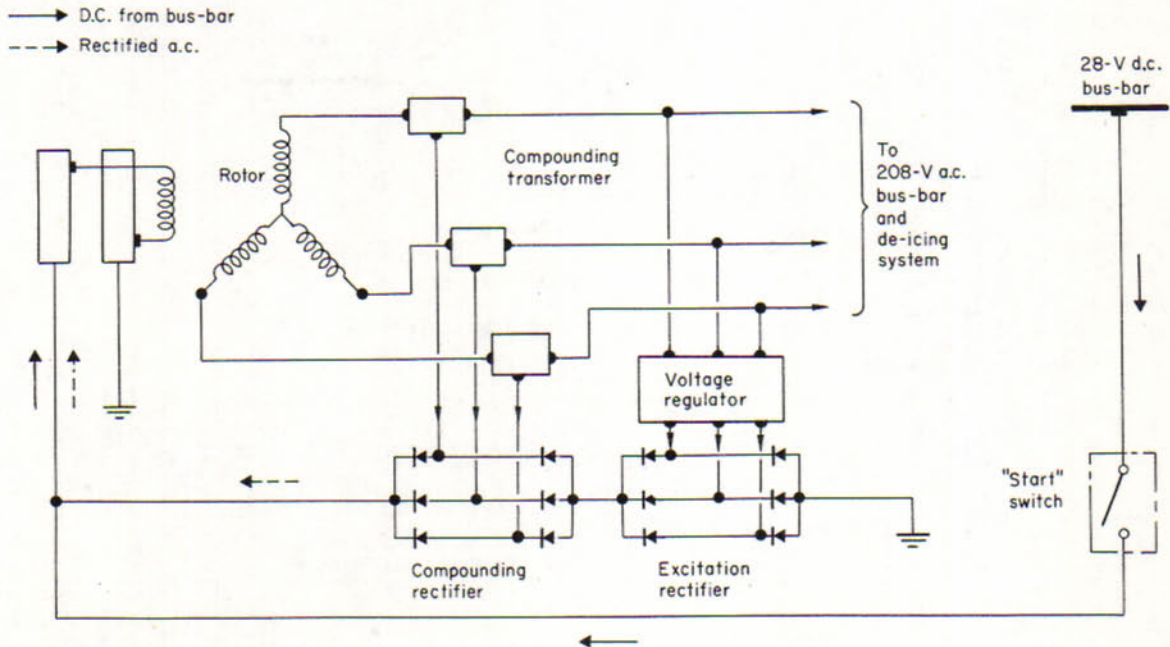 D.C. from bus-bar
Rectified a.c.
28-V d.c.
bus-bar
Rotor
Compounding
transformer
To
208-V a.c.
bus-bar
and
de-icing
system
Voltage
regulator
"Start"
switch
Compounding
rectifier
Excitation
rectifier